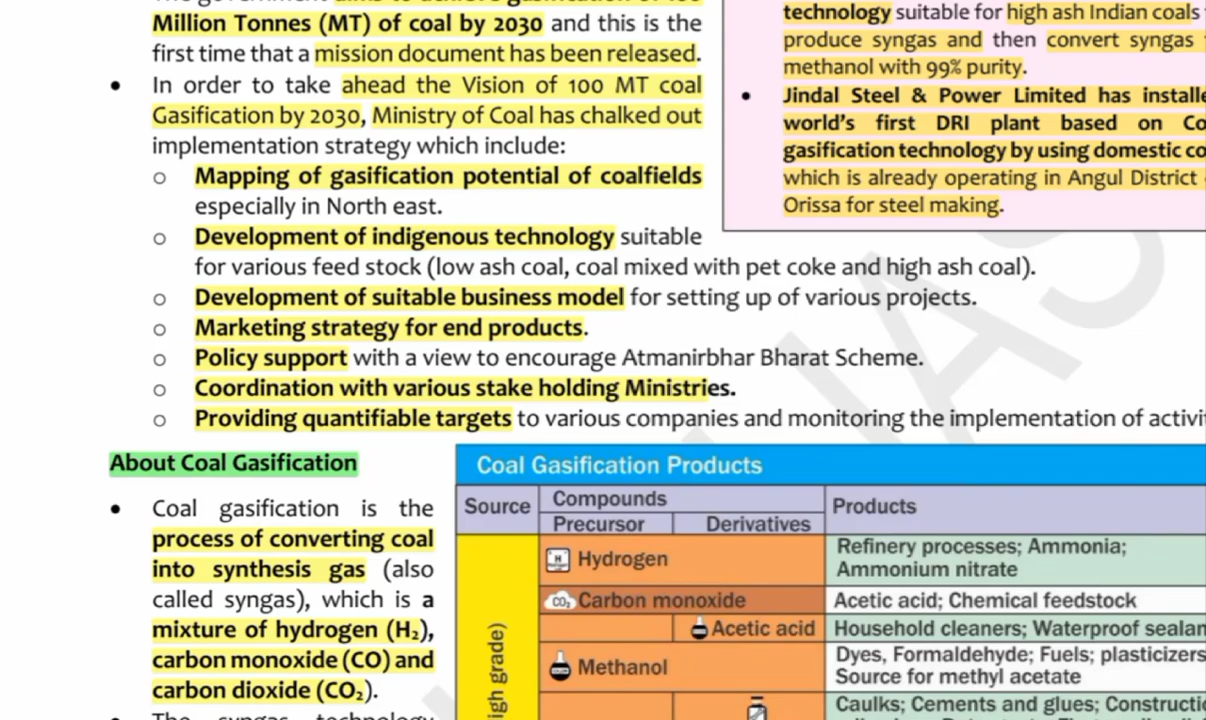 Million Tonnes (MT) of coal by 2030 and this is the
first time that a mission document has been released.
• In order to take ahead the Vision of 100 MT coal
Gasification by 2030, Ministry of Coal has chalked out
implementation strategy which include:
o Mapping of gasification potential of coalfields
especially in North east.
o Development of indigenous technology suitable
for various feed stock (low ash coal, coal mixed with pet coke and high ash coal).
o Development of suitable business model for setting up of various projects.
o Marketing strategy for end products.
o Policy support with a view to encourage Atmanirbhar Bharat Scheme.
o Coordination with various stake holding Ministries.
o Providing quantifiable targets to various companies and monitoring the implementation of activi
technology suitable for high ash Indian coals
produce syngas and then convert syngas
methanol with 99% purity.
• Jindal Steel & Power Limited has installe
world's first DRI plant based on Co
gasification technology by using domestic co
which is already operating in Angul District
Orissa for steel making.
About Coal Gasification
• Coal gasification is the
process of converting coal
into synthesis gas (also
called syngas), which is a
mixture of hydrogen (H₂),
carbon monoxide (CO) and
carbon dioxide (CO₂).
• The syngas technology
Coal Gasification Products
Source Compounds Products
Precursor Derivatives
H Hydrogen Refinery processes; Ammonia;
Ammonium nitrate
CO₂ Carbon monoxide Acetic acid; Chemical feedstock
Acetic acid Household cleaners; Waterproof sealan
Methanol Dyes, Formaldehyde; Fuels; plasticizers
Source for methyl acetate
Caulks; Cements and glues; Constructi
igh grade)
IAS